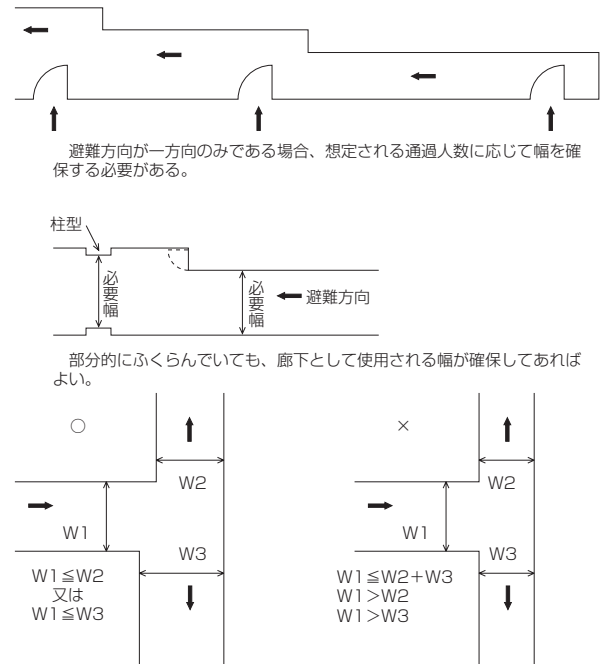 避難方向が一方向のみである場合、想定される通過人数に応じて幅を確
保する必要がある。
柱型
必要幅
必要幅
避難方向
部分的にふくらんでいても、廊下として使用される幅が確保してあれば
よい。
○
W2
W1
W3
W1≦W2
又は
W1≦W3
×
W2
W1
W3
W1≦W2+W3
W1>W2
W1>W3